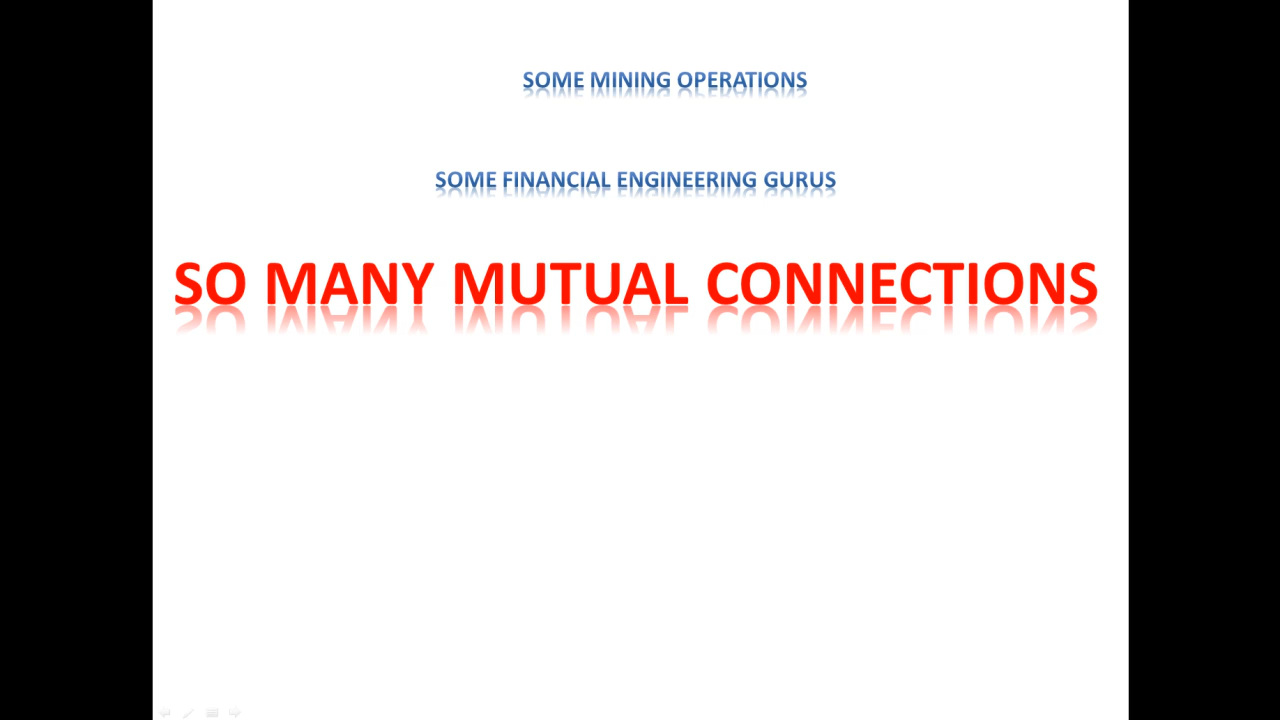 SOME MINING OPERATIONS
SOME FINANCIAL ENGINEERING GURUS
SO MANY MUTUAL CONNECTIONS